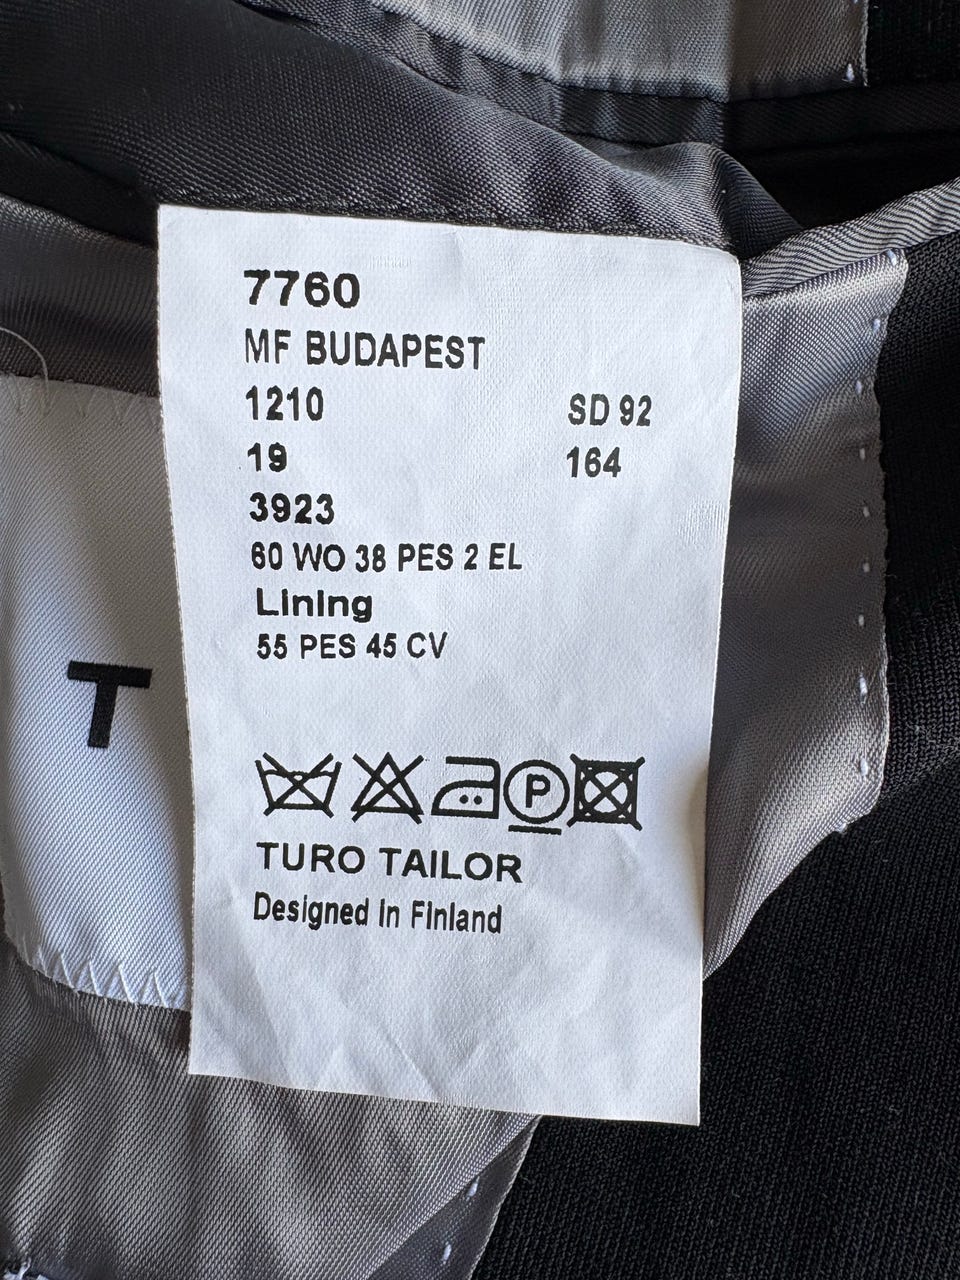 7760
MF BUDAPEST
1210 SD 92
19 164
3923
60 WO 38 PES 2 EL
Lining
55 PES 45 CV
P
TURO TAILOR
Designed in Finland
T